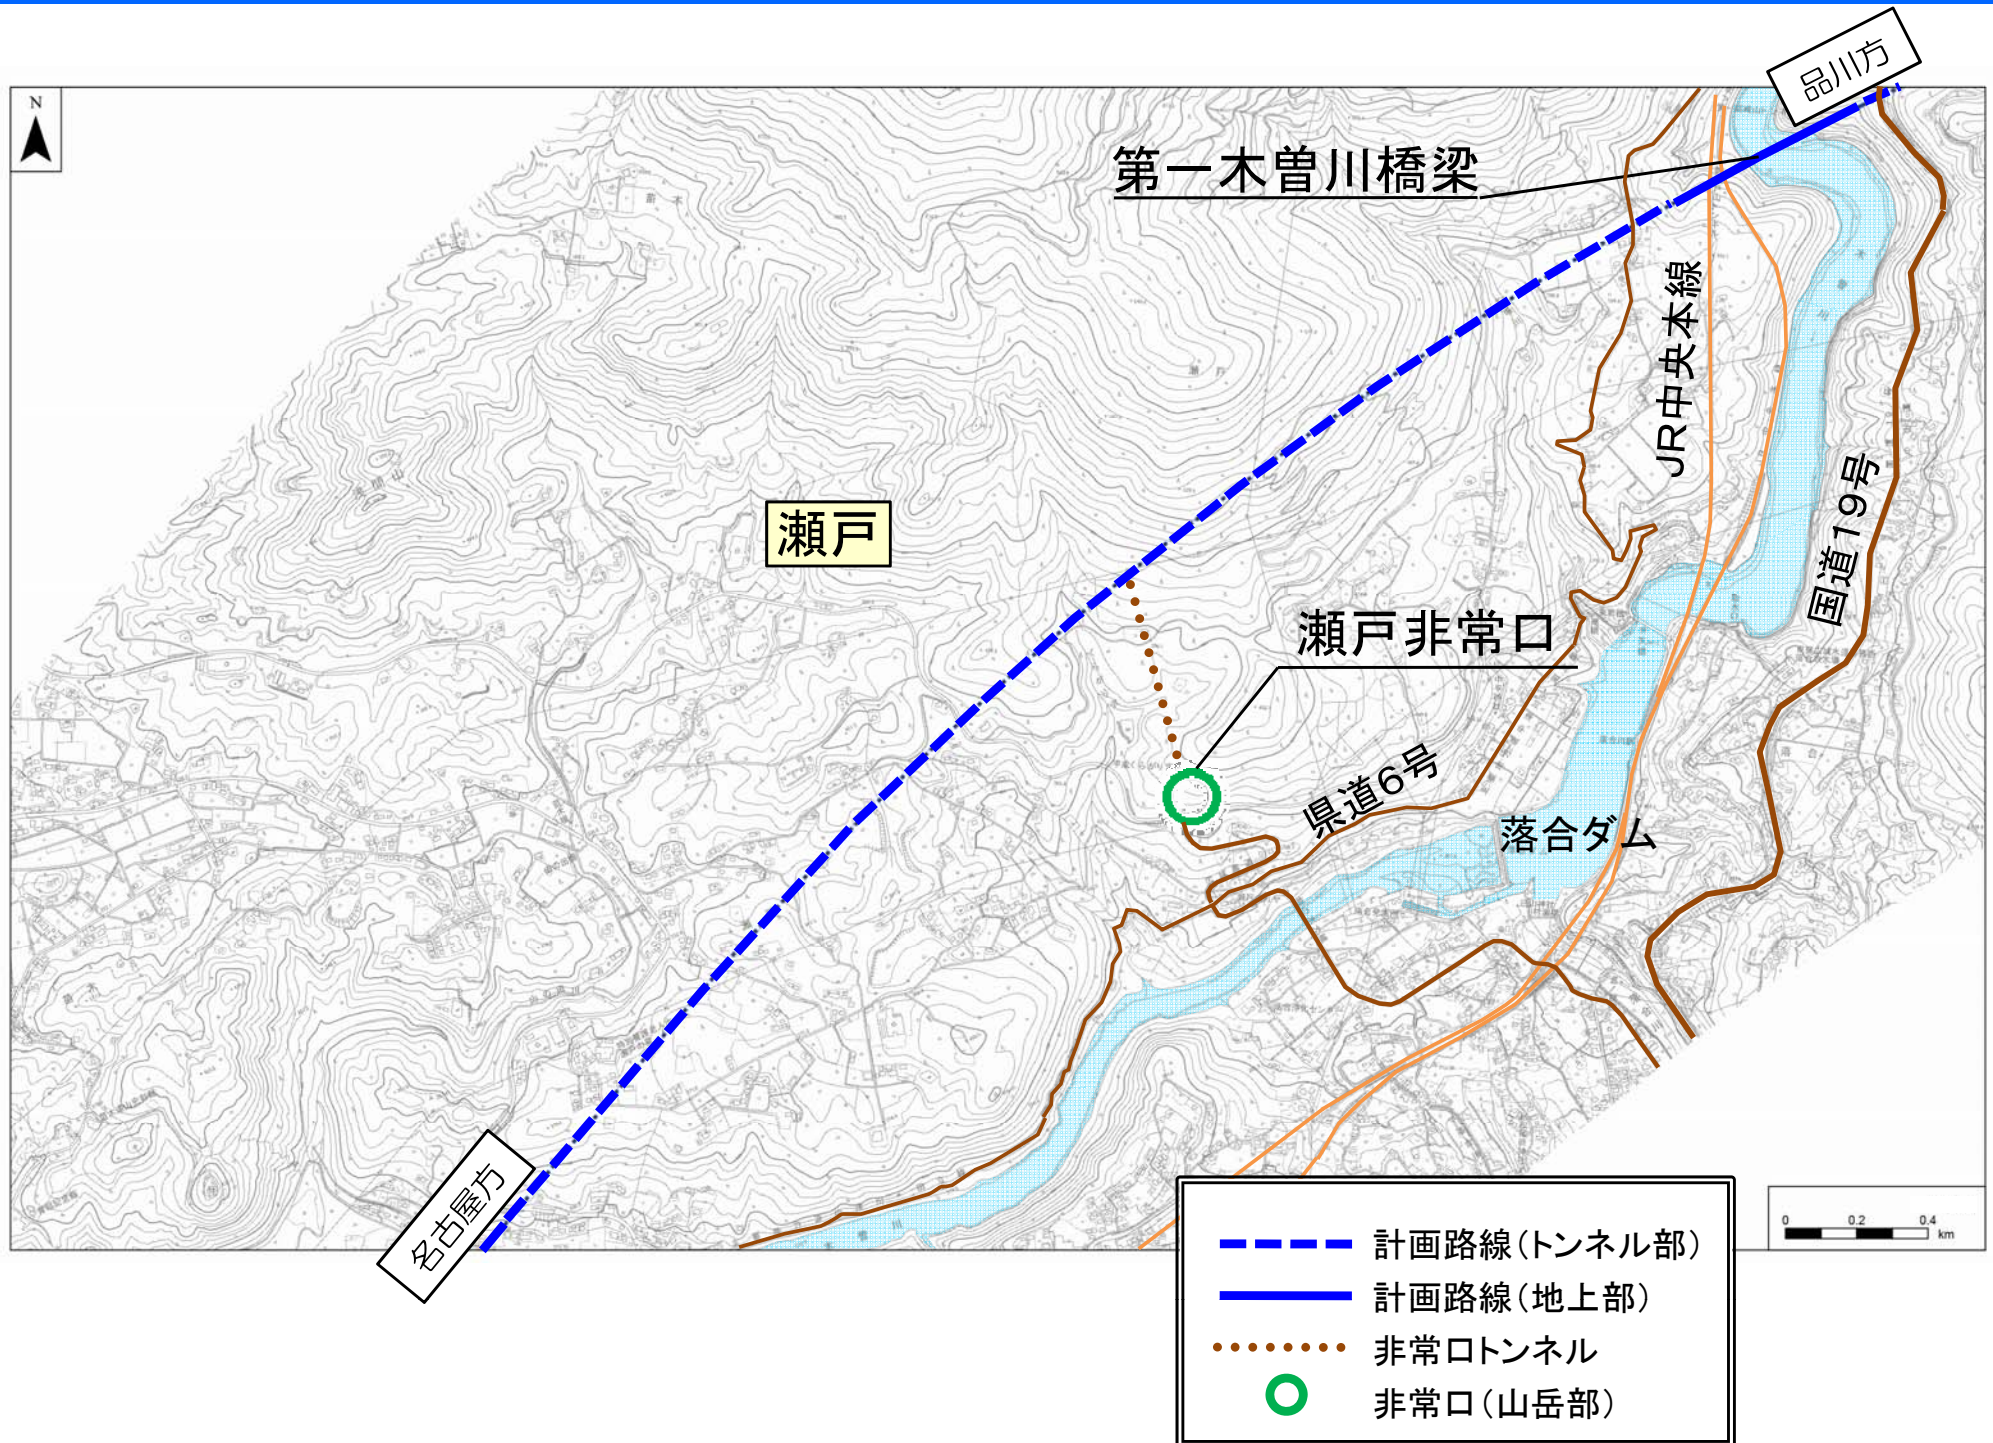 品川方
N
第一木曽川橋梁
JR中央本線
国道19号
瀬戸
瀬戸非常口
県道6号
落合ダム
名古屋方
0 0.2 0.4
km
計画路線（トンネル部）
計画路線（地上部）
非常口トンネル
非常口（山岳部）